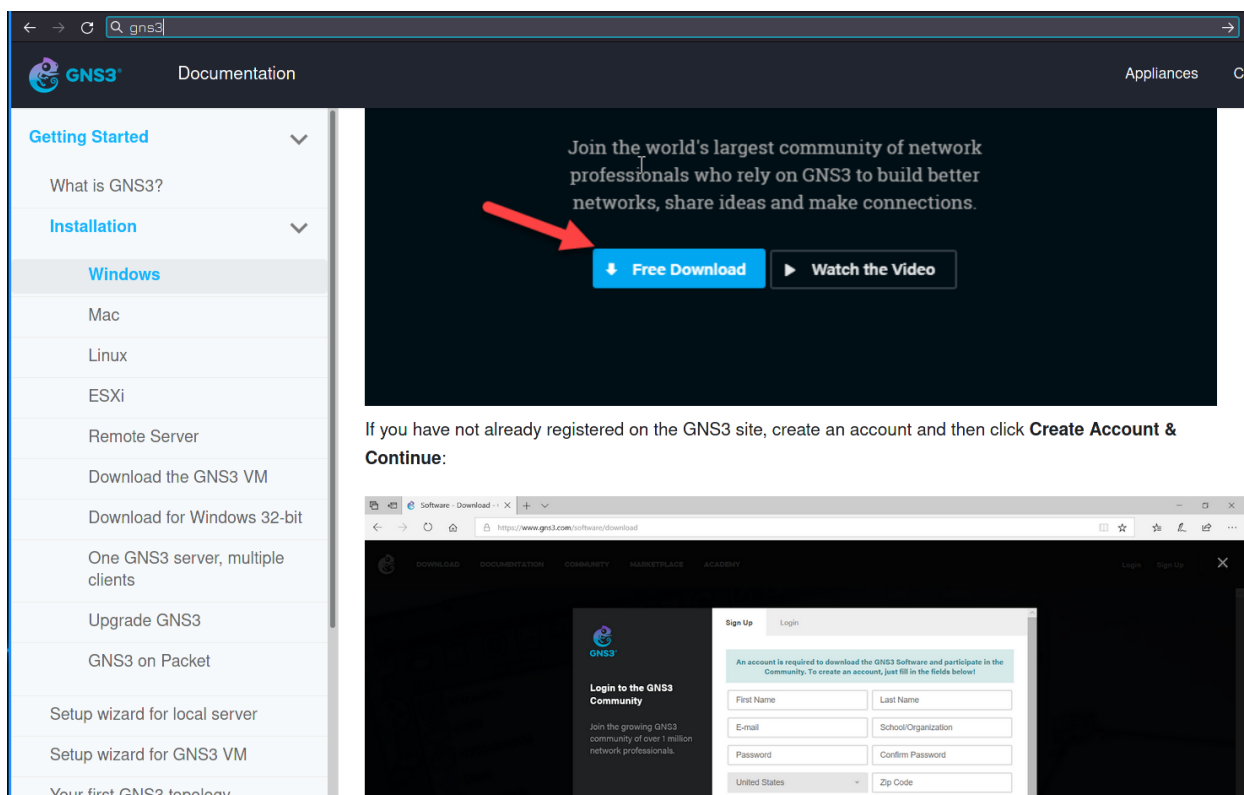 gns3
GNS3
Documentation
Appliances
C
Getting Started
What is GNS3?
Installation
Windows
Mac
Linux
ESXi
Remote Server
Download the GNS3 VM
Download for Windows 32-bit
One GNS3 server, multiple
clients
Upgrade GNS3
GNS3 on Packet
Setup wizard for local server
Setup wizard for GNS3 VM
Your first GNS3 topology
Join the world's largest community of network
professionals who rely on GNS3 to build better
networks, share ideas and make connections.
Free Download
Watch the Video
If you have not already registered on the GNS3 site, create an account and then click Create Account &
Continue:
Software - Download -
https://www.gns3.com/software/download
DOWNLOAD DOCUMENTATION COMMUNITY MARKETPLACE ACADEMY
Login Sign Up
GNS3
Login to the GNS3
Community
Join the growing GNS3
community of over 1 million
network professionals.
Sign Up Login
An account is required to download the GNS3 Software and participate in the
Community. To create an account, just fill in the fields below!
First Name Last Name
E-mail School/Organization
Password Confirm Password
United States Zip Code